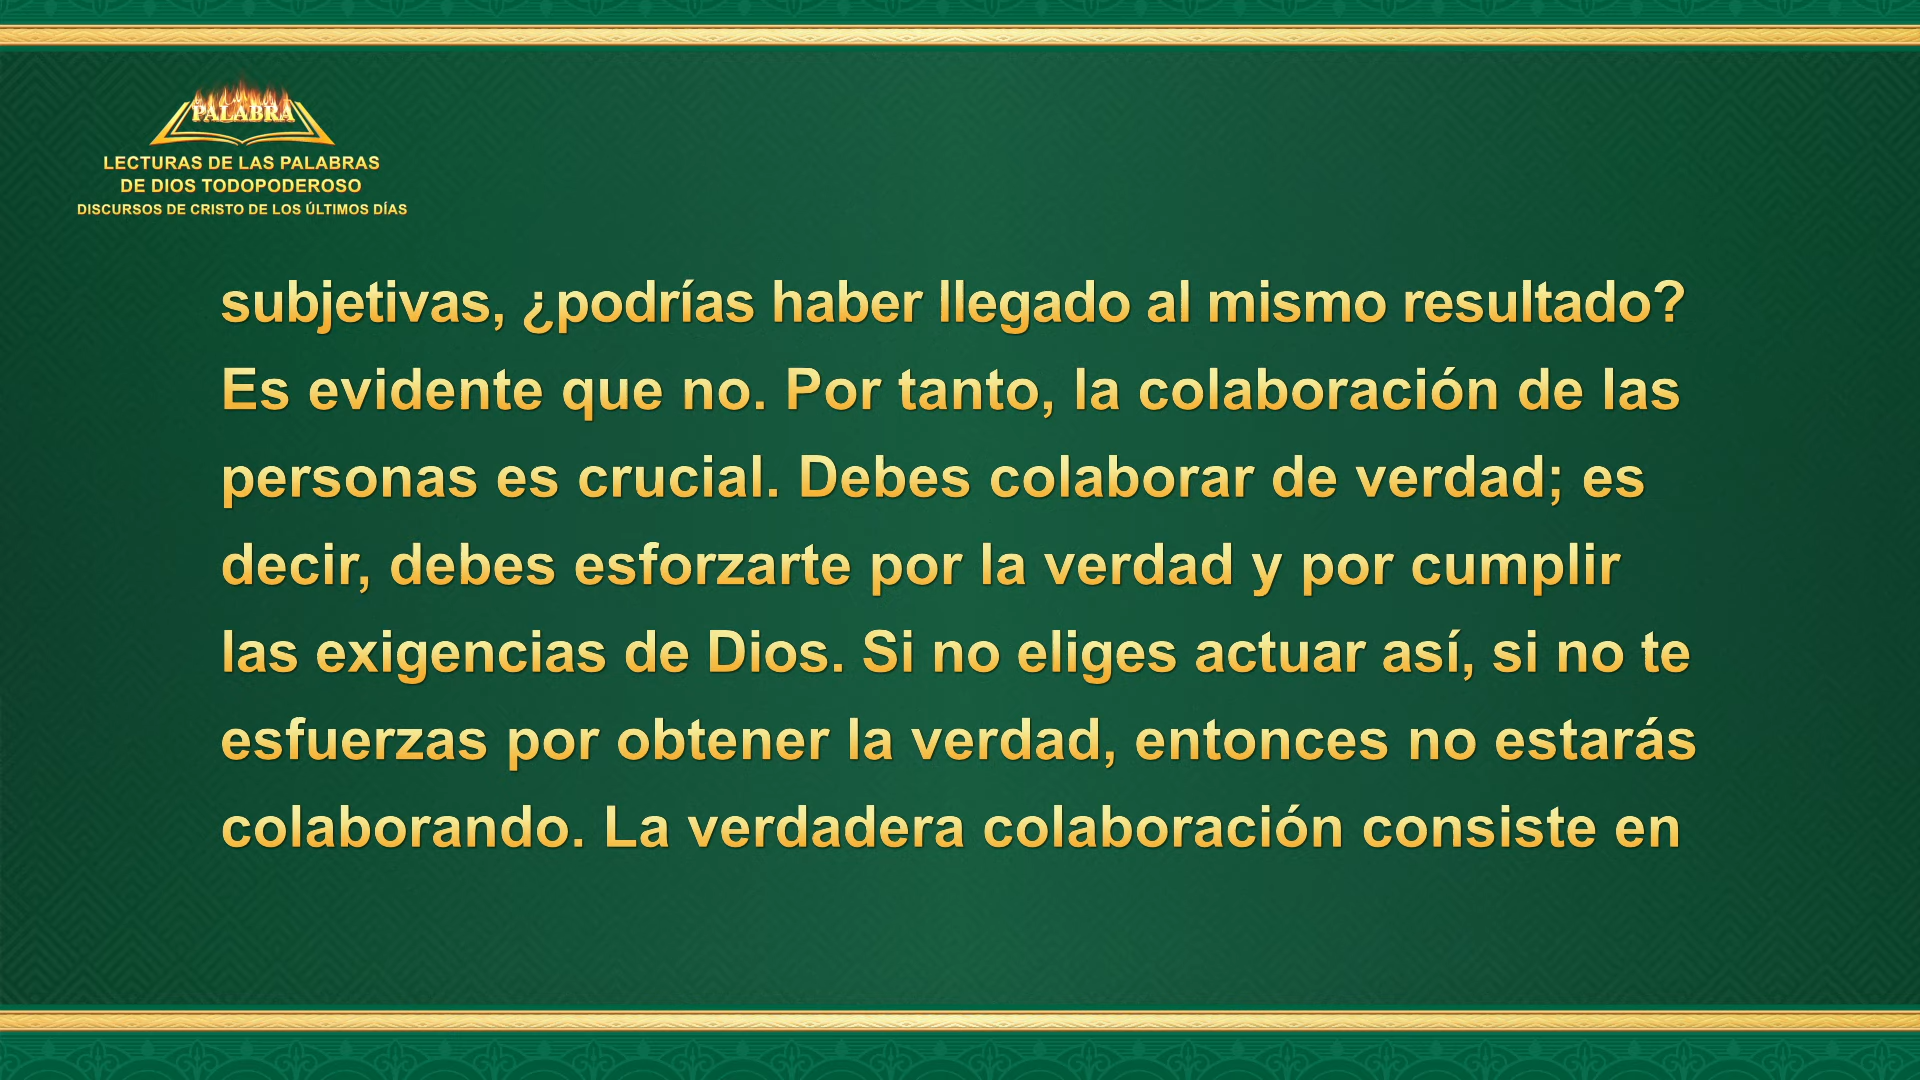 PALABRA
LECTURAS DE LAS PALABRAS
DE DIOS TODOPODEROSO
DISCURSOS DE CRISTO DE LOS ÚLTIMOS DÍAS
subjetivas, ¿podrías haber llegado al mismo resultado?
Es evidente que no. Por tanto, la colaboración de las
personas es crucial. Debes colaborar de verdad; es
decir, debes esforzarte por la verdad y por cumplir
las exigencias de Dios. Si no eliges actuar así, si no te
esfuerzas por obtener la verdad, entonces no estarás
colaborando. La verdadera colaboración consiste en